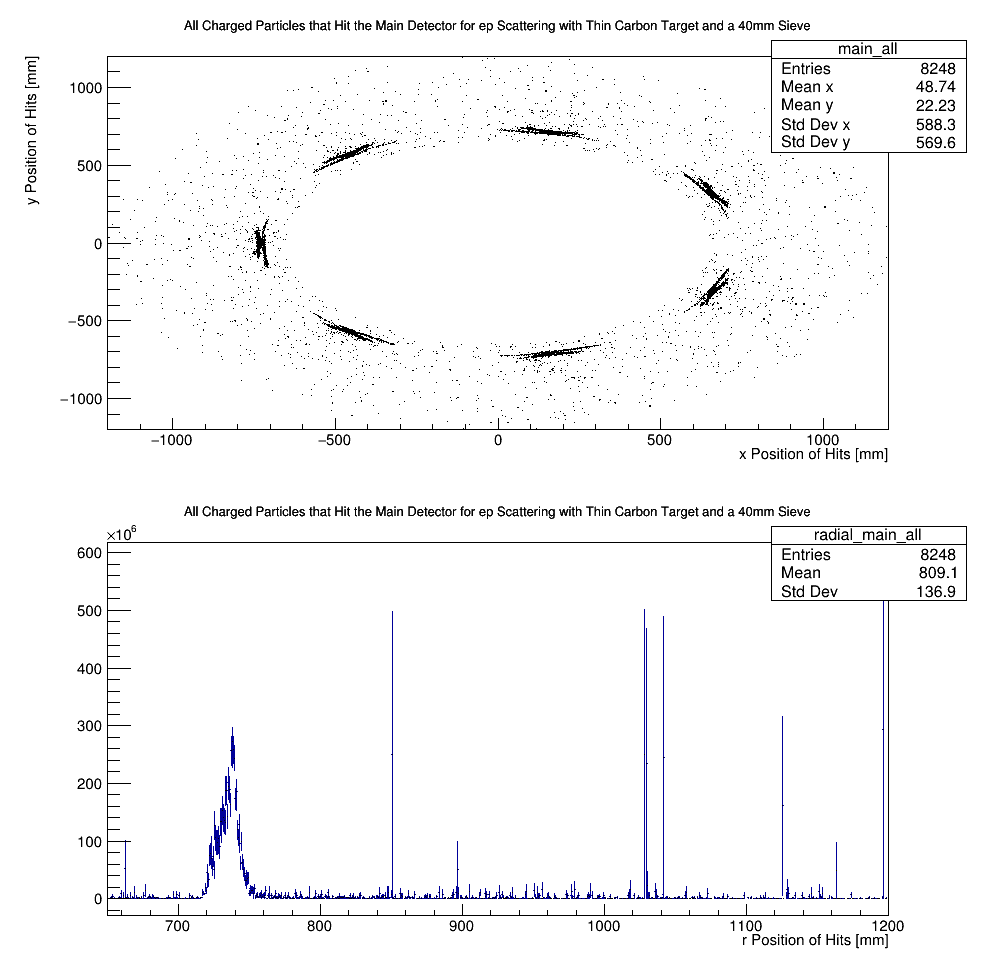 All Charged Particles that Hit the Main Detector for ep Scattering with Thin Carbon Target and a 40mm Sieve
main_all
Entries 8248
Mean x 48.74
Mean y 22.23
Std Dev x 588.3
Std Dev y 569.6
y Position of Hits [mm]
1000
500
0
−500
−1000
−1000 −500 0 500 1000
x Position of Hits [mm]
All Charged Particles that Hit the Main Detector for ep Scattering with Thin Carbon Target and a 40mm Sieve
radial_main_all
Entries 8248
Mean 809.1
Std Dev 136.9
×10⁶
600
500
400
300
200
100
0
700 800 900 1000 1100 1200
r Position of Hits [mm]